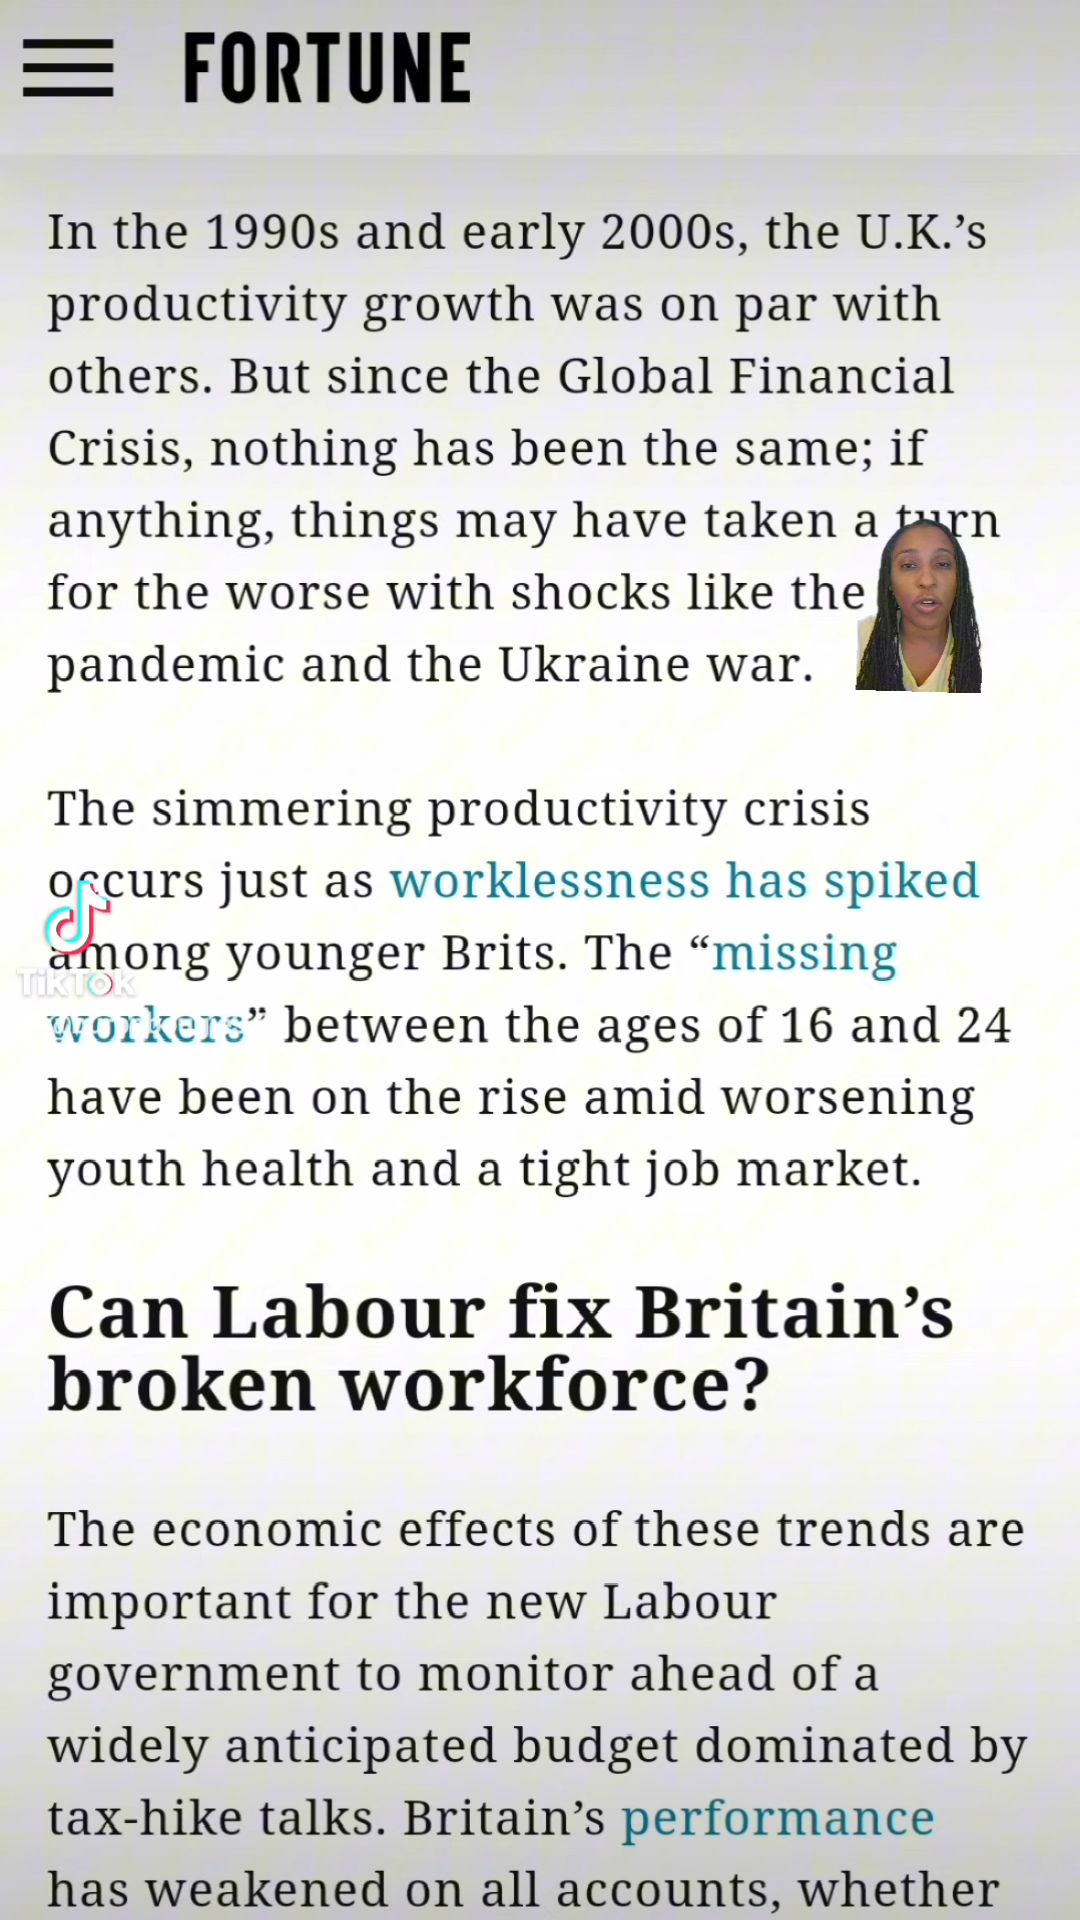 FORTUNE
In the 1990s and early 2000s, the U.K.’s
productivity growth was on par with
others. But since the Global Financial
Crisis, nothing has been the same; if
anything, things may have taken a turn
for the worse with shocks like the
pandemic and the Ukraine war.
The simmering productivity crisis
occurs just as worklessness has spiked
among younger Brits. The “missing
workers” between the ages of 16 and 24
have been on the rise amid worsening
youth health and a tight job market.
TikTok
Can Labour fix Britain’s
broken workforce?
The economic effects of these trends are
important for the new Labour
government to monitor ahead of a
widely anticipated budget dominated by
tax-hike talks. Britain’s performance
has weakened on all accounts, whether